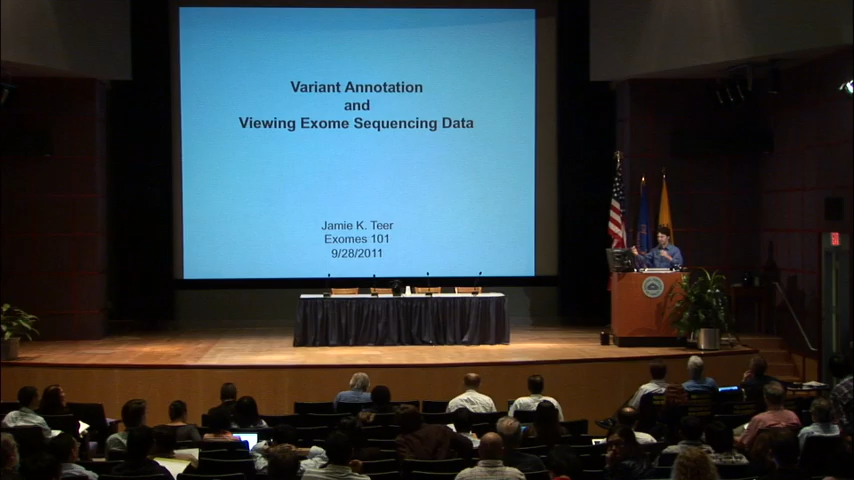 Variant Annotation
and
Viewing Exome Sequencing Data
Jamie K. Teer
Exomes 101
9/28/2011